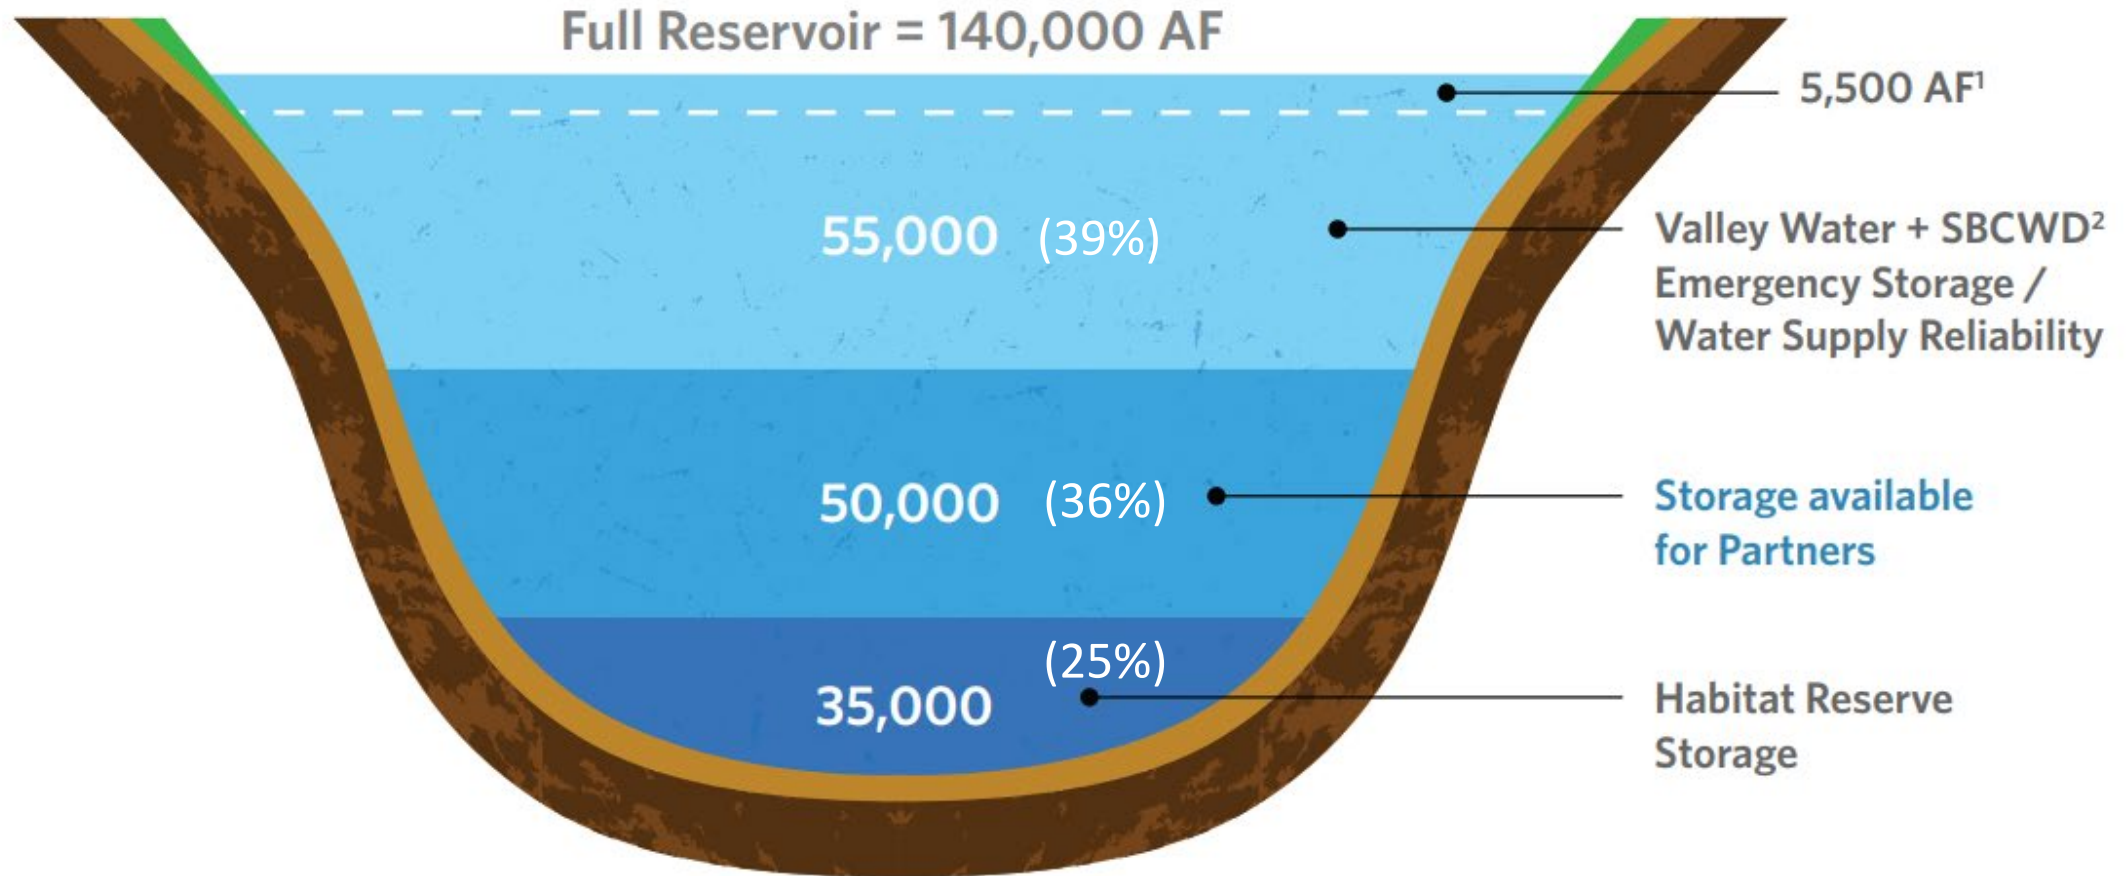 Full Reservoir = 140,000 AF
5,500 AF¹
55,000 (39%)
Valley Water + SBCWD²
Emergency Storage /
Water Supply Reliability
50,000 (36%)
Storage available
for Partners
(25%)
35,000
Habitat Reserve
Storage